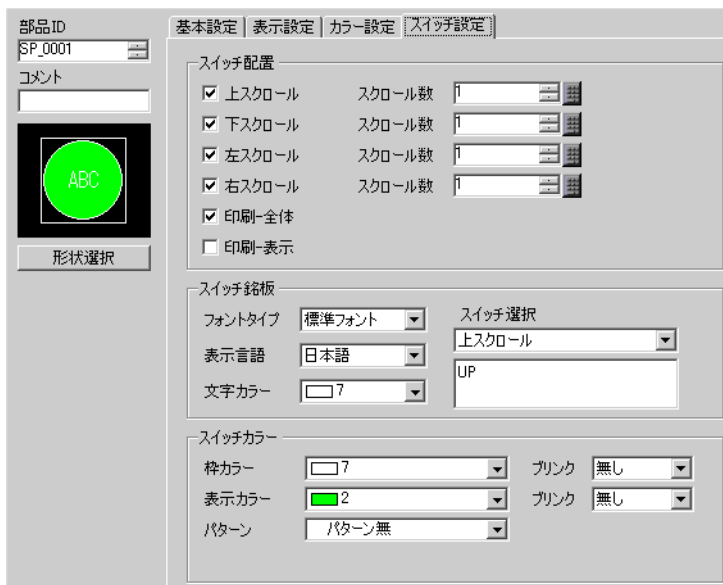 部品ID
SP_0001
コメント
ABC
形状選択
基本設定 表示設定 カラー設定 スイッチ設定
スイッチ配置
上スクロール スクロール数 1
下スクロール スクロール数 1
左スクロール スクロール数 1
右スクロール スクロール数 1
印刷-全体
印刷-表示
スイッチ銘板
フォントタイプ 標準フォント
表示言語 日本語
文字カラー 7
スイッチ選択
上スクロール
UP
スイッチカラー
枠カラー 7 ブリンク 無し
表示カラー 2 ブリンク 無し
パターン パターン無